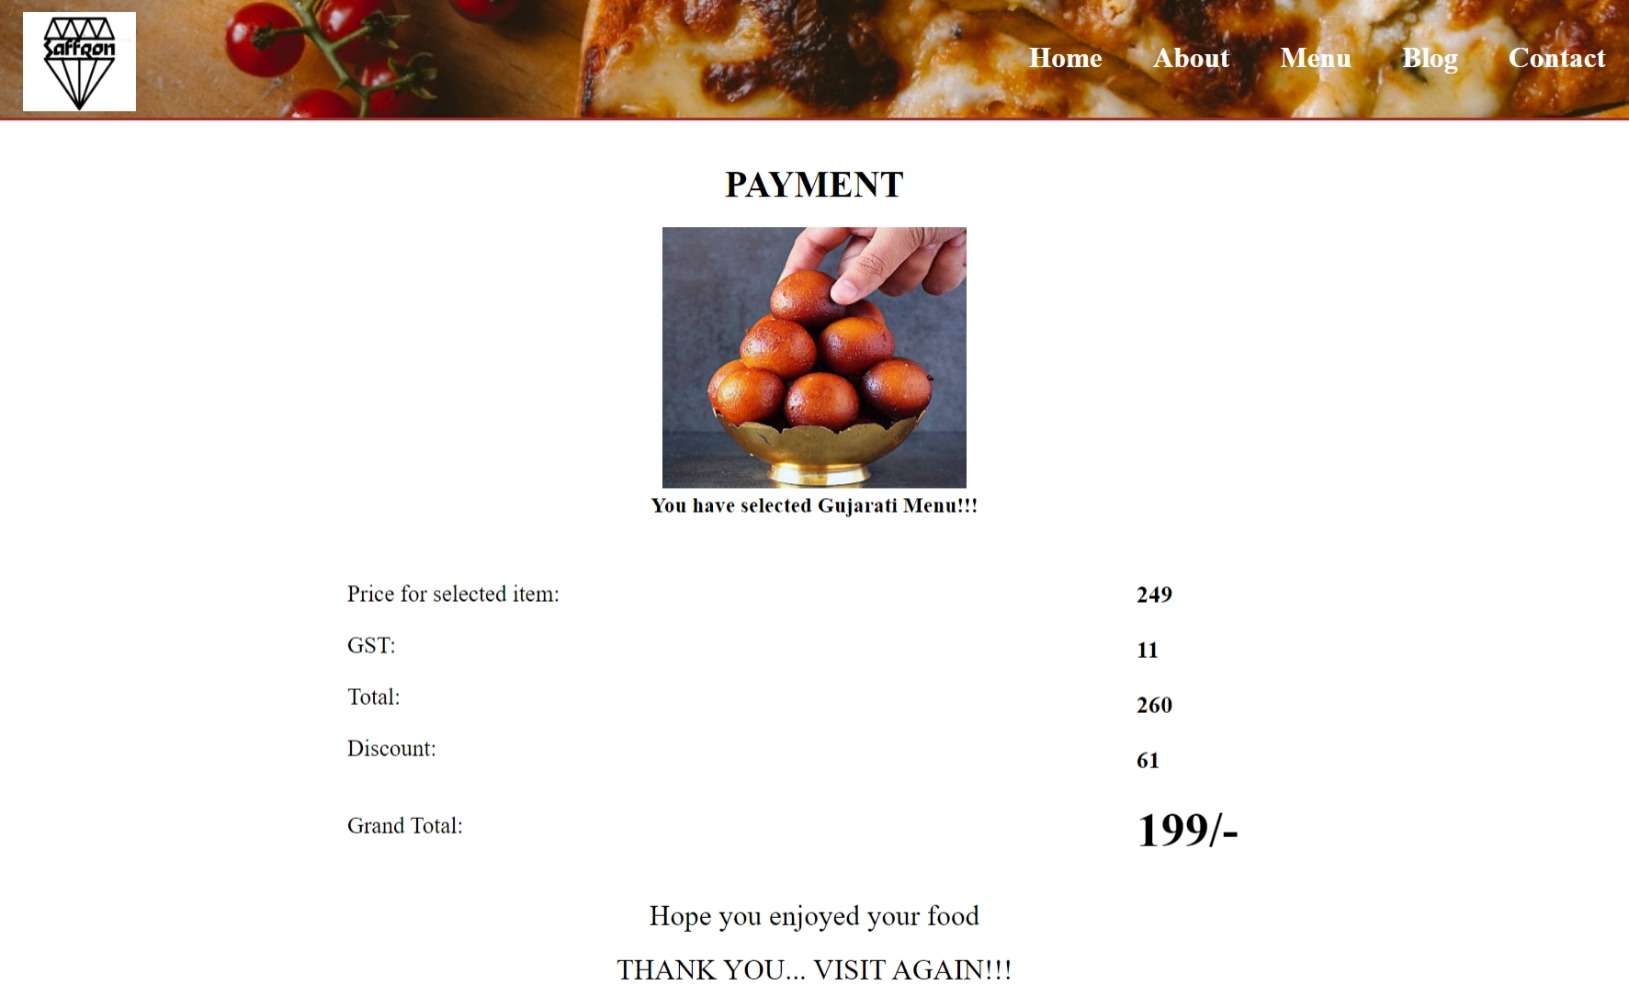 Saffron
Home About Menu Blog Contact
PAYMENT
You have selected Gujarati Menu!!!
Price for selected item: 249
GST: 11
Total: 260
Discount: 61
Grand Total: 199/-
Hope you enjoyed your food
THANK YOU... VISIT AGAIN!!!